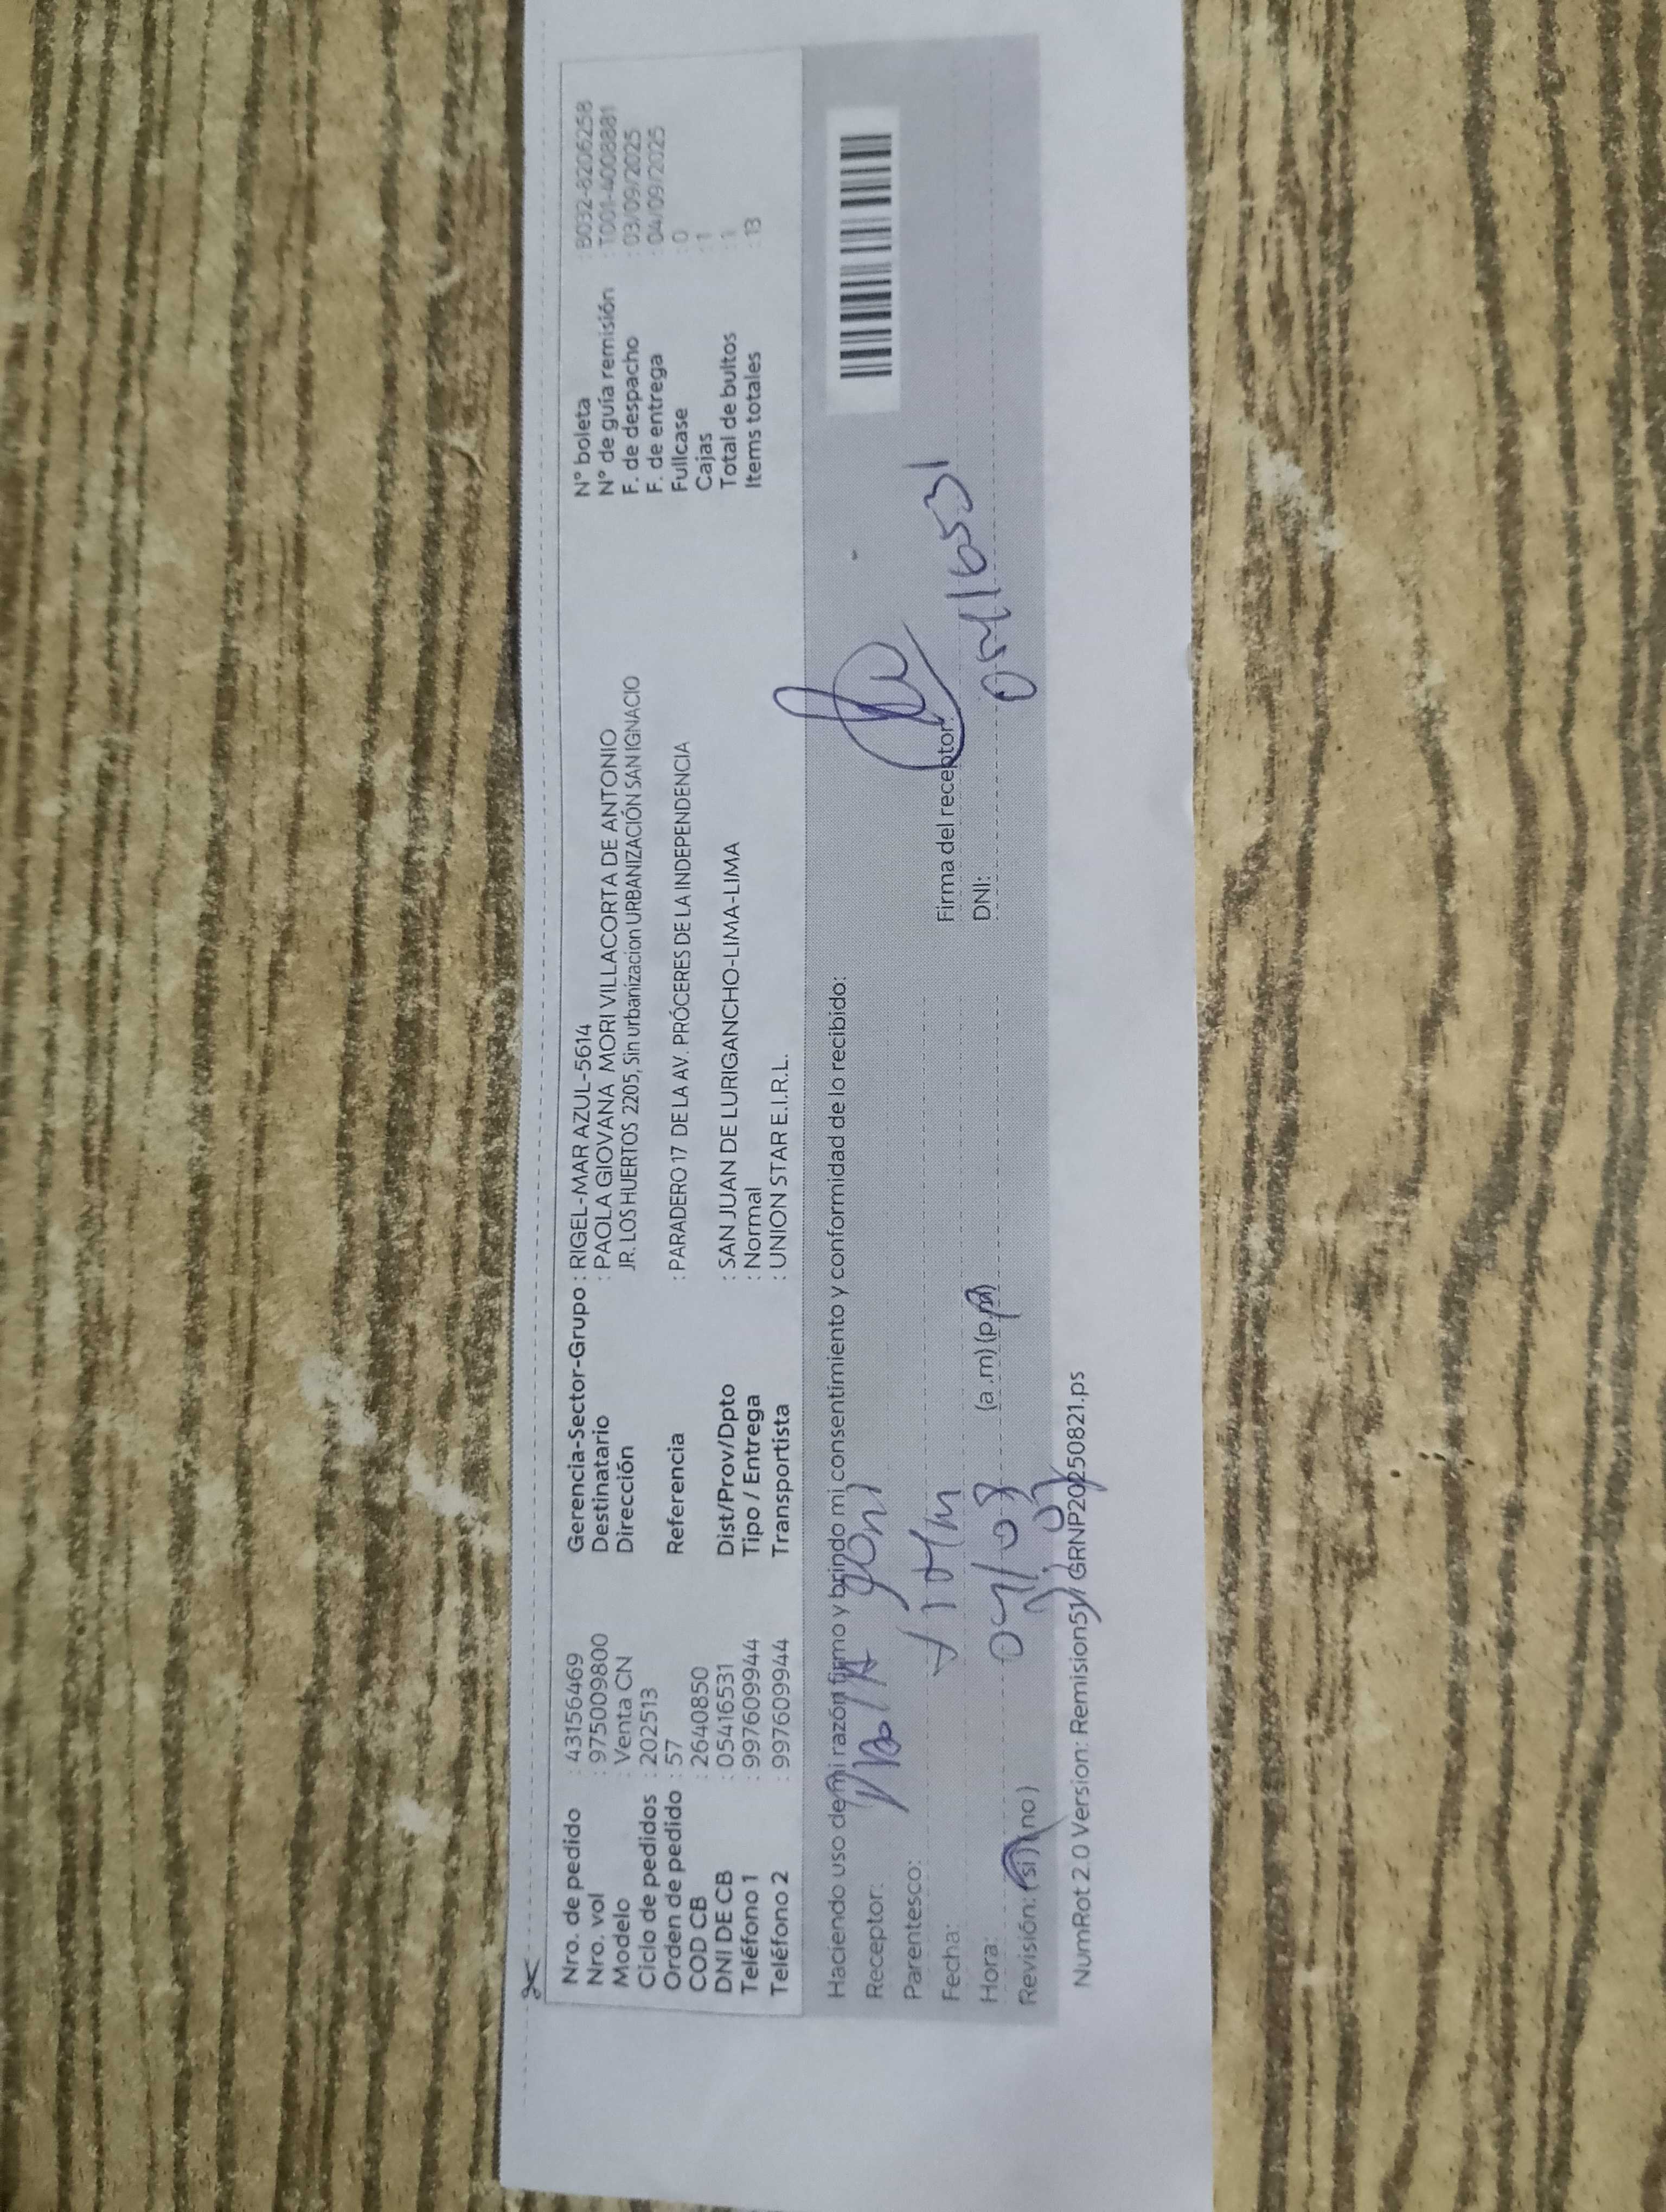 Nro. de pedido : 43156469
Nro. vol : 9750009800
Modelo : Venta CN
Ciclo de pedidos : 202513
Orden de pedido : 57
COD CB : 2640850
DNI DE CB : 05416531
Teléfono 1 : 997609944
Teléfono 2 : 997609944
Gerencia-Sector-Grupo : RIGEL-MAR AZUL-5614
Destinatario : PAOLA GIOVANA MORI VILLACORTA DE ANTONIO
Dirección JR. LOS HUERTOS 2205, Sin urbanizacion URBANIZACIÓN SAN IGNACIO
Referencia : PARADERO 17 DE LA AV. PRÓCERES DE LA INDEPENDENCIA
Dist/Prov/Dpto : SAN JUAN DE LURIGANCHO-LIMA-LIMA
Tipo / Entrega : Normal
Transportista : UNION STAR E.I.R.L.
N° boleta : B032-8206258
N° de guía remisión : T001-4008881
F. de despacho : 03/09/2025
F. de entrega : 04/09/2025
Fullcase : 0
Cajas : 1
Total de bultos : 1
Items totales : 13
Haciendo uso de mi razón firmo y brindo mi consentimiento y conformidad de lo recibido:
Receptor:
Parentesco:
Fecha:
Hora: (a.m) (p.m)
Revisión: (si) (no)
Firma del receptor:
DNI: 05416531
NumRot 2.0 Version: Remision51/ GRNP20250821.ps